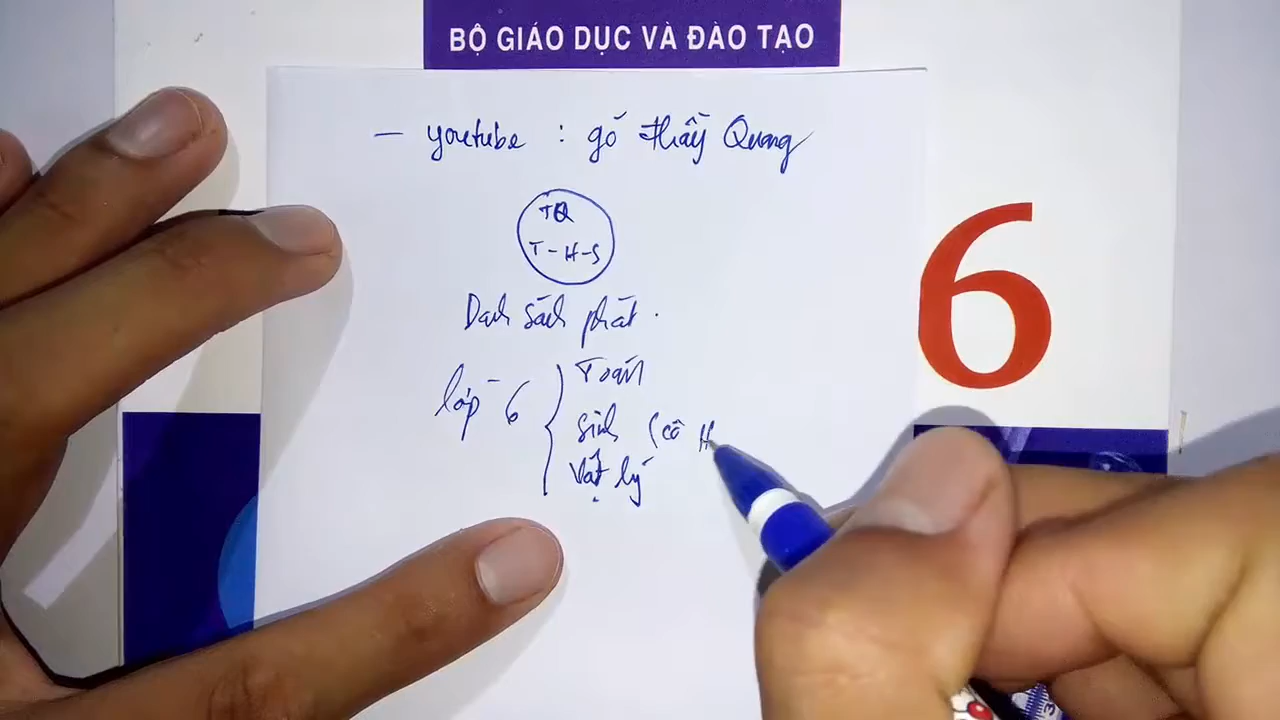 BỘ GIÁO DỤC VÀ ĐÀO TẠO
– youtube : gõ thầy Quang
TQ
T-H-S
Danh sách phát.
lớp 6 { Toán
Sinh (cô H
Vật lý
6